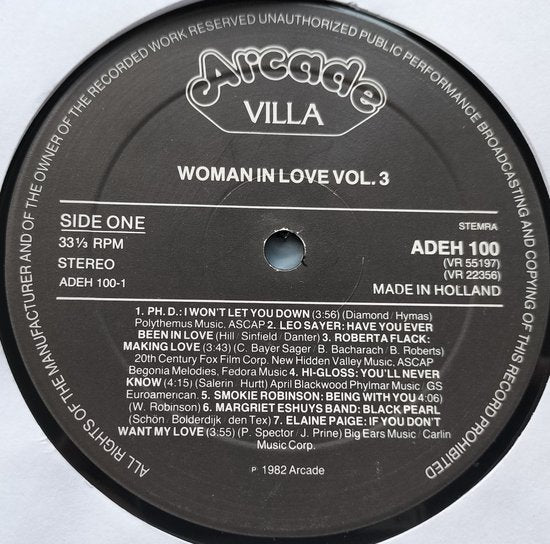 ALL RIGHTS OF THE MANUFACTURER AND OF THE OWNER OF THE RECORDED WORK RESERVED UNAUTHORIZED PUBLIC PERFORMANCE BROADCASTING AND COPYING OF THIS RECORD PROHIBITED
Arcade
VILLA
WOMAN IN LOVE VOL. 3
SIDE ONE
33⅓ RPM
STEREO
ADEH 100-1
STEMRA
ADEH 100
(VR 55197)
(VR 22356)
MADE IN HOLLAND
1. PH. D.: I WON'T LET YOU DOWN (3:56) (Diamond / Hymas)
Polythemus Music. ASCAP 2. LEO SAYER: HAVE YOU EVER
BEEN IN LOVE (Hill / Sinfield / Danter) 3. ROBERTA FLACK:
MAKING LOVE (3:43) (C. Bayer Sager / B. Bacharach / B. Roberts)
20th Century Fox Film Corp. New Hidden Valley Music, ASCAP
Begonia Melodies, Fedora Music 4. HI-GLOSS: YOU'LL NEVER
KNOW (4:15) (Salerin / Hurtt) April Blackwood Phylmar Music / GS
Euroamerican. 5. SMOKIE ROBINSON: BEING WITH YOU 4:06)
(W. Robinson) 6. MARGRIET ESHUYS BAND: BLACK PEARL
(Schön / Bolderdijk / den Tex) 7. ELAINE PAIGE: IF YOU DON'T
WANT MY LOVE (3:55) (P. Spector / J. Prine) Big Ears Music / Carlin
Music Corp.
℗ 1982 Arcade